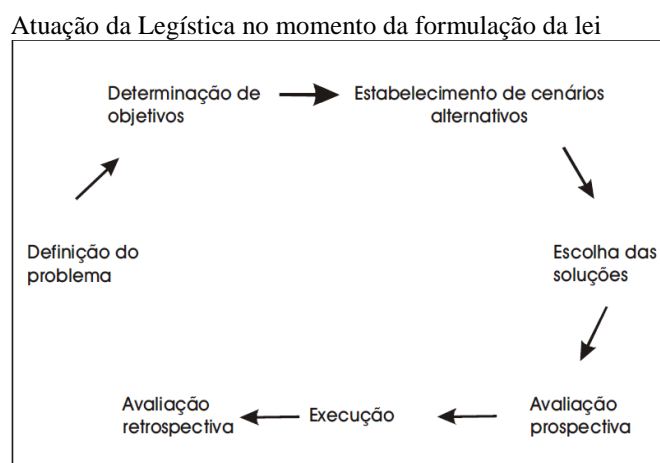 Atuação da Legística no momento da formulação da lei
Determinação de
objetivos
Estabelecimento de cenários
alternativos
Definição do
problema
Escolha das
soluções
Avaliação
retrospectiva
Execução
Avaliação
prospectiva